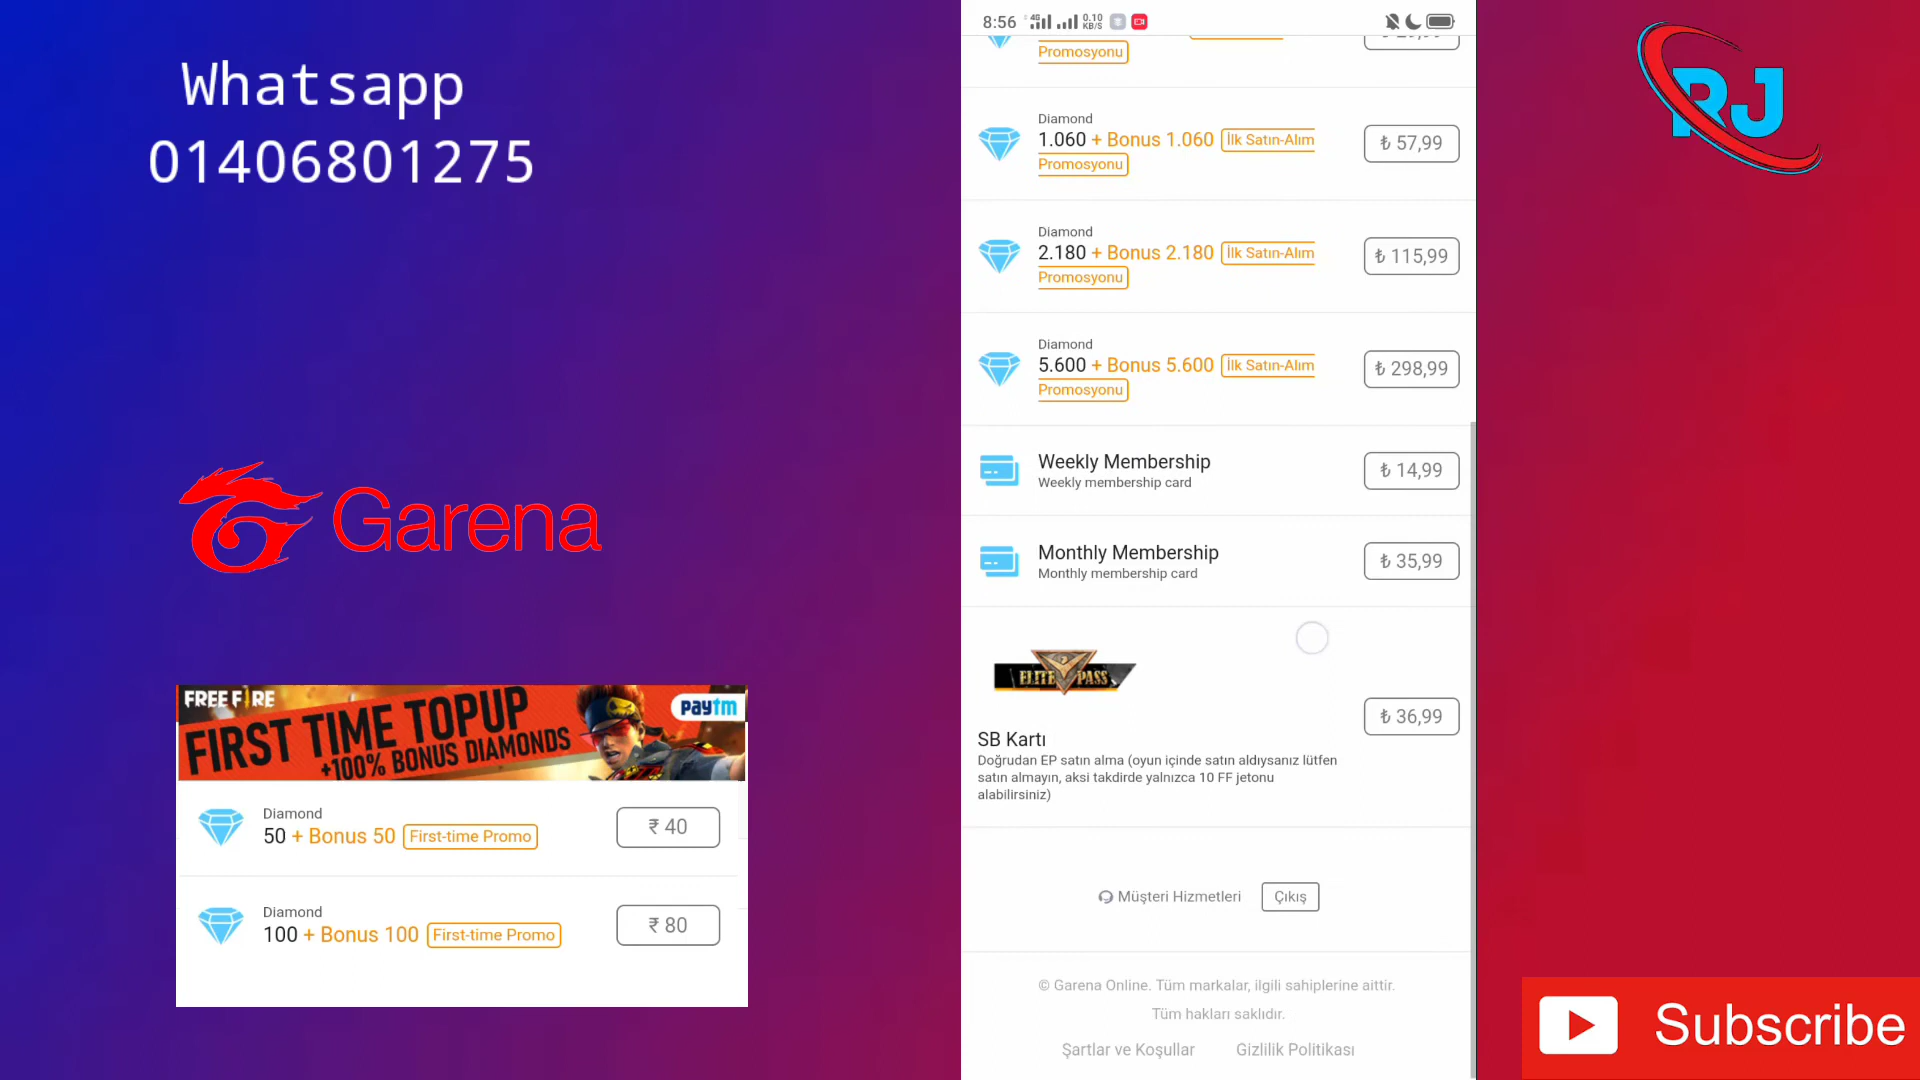 Whatsapp
01406801275
Garena
FREE FIRE
paytm
FIRST TIME TOPUP
+100% BONUS DIAMONDS
Diamond
50 + Bonus 50 First-time Promo
₹ 40
Diamond
100 + Bonus 100 First-time Promo
₹ 80
8:56 4G 0.10 KB/S
Promosyonu
Diamond
1.060 + Bonus 1.060 İlk Satın-Alım
Promosyonu
₺ 57,99
Diamond
2.180 + Bonus 2.180 İlk Satın-Alım
Promosyonu
₺ 115,99
Diamond
5.600 + Bonus 5.600 İlk Satın-Alım
Promosyonu
₺ 298,99
Weekly Membership
Weekly membership card
₺ 14,99
Monthly Membership
Monthly membership card
₺ 35,99
ELITE PASS
SB Kartı
Doğrudan EP satın alma (oyun içinde satın aldıysanız lütfen
satın almayın, aksi takdirde yalnızca 10 FF jetonu
alabilirsiniz)
₺ 36,99
Müşteri Hizmetleri Çıkış
© Garena Online. Tüm markalar, ilgili sahiplerine aittir.
Tüm hakları saklıdır.
Şartlar ve Koşullar Gizlilik Politikası
RJ
Subscribe